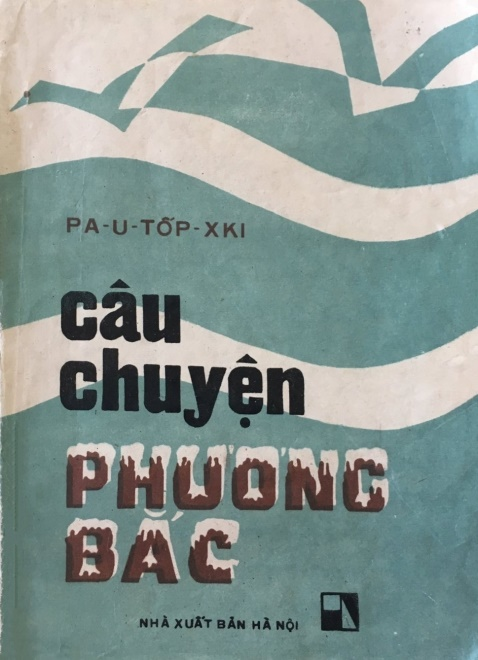 PA-U-TỐP-XKI
câu
chuyện
PHƯƠNG
BẮC
NHÀ XUẤT BẢN HÀ NỘI